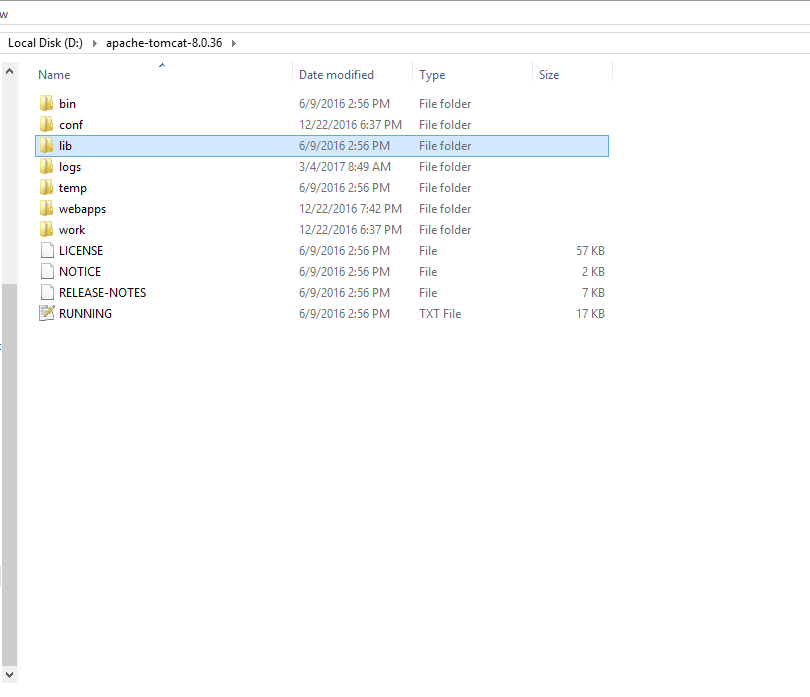 w
Local Disk (D:) apache-tomcat-8.0.36
Name Date modified Type Size
bin 6/9/2016 2:56 PM File folder
conf 12/22/2016 6:37 PM File folder
lib 6/9/2016 2:56 PM File folder
logs 3/4/2017 8:49 AM File folder
temp 6/9/2016 2:56 PM File folder
webapps 12/22/2016 7:42 PM File folder
work 12/22/2016 6:37 PM File folder
LICENSE 6/9/2016 2:56 PM File 57 KB
NOTICE 6/9/2016 2:56 PM File 2 KB
RELEASE-NOTES 6/9/2016 2:56 PM File 7 KB
RUNNING 6/9/2016 2:56 PM TXT File 17 KB